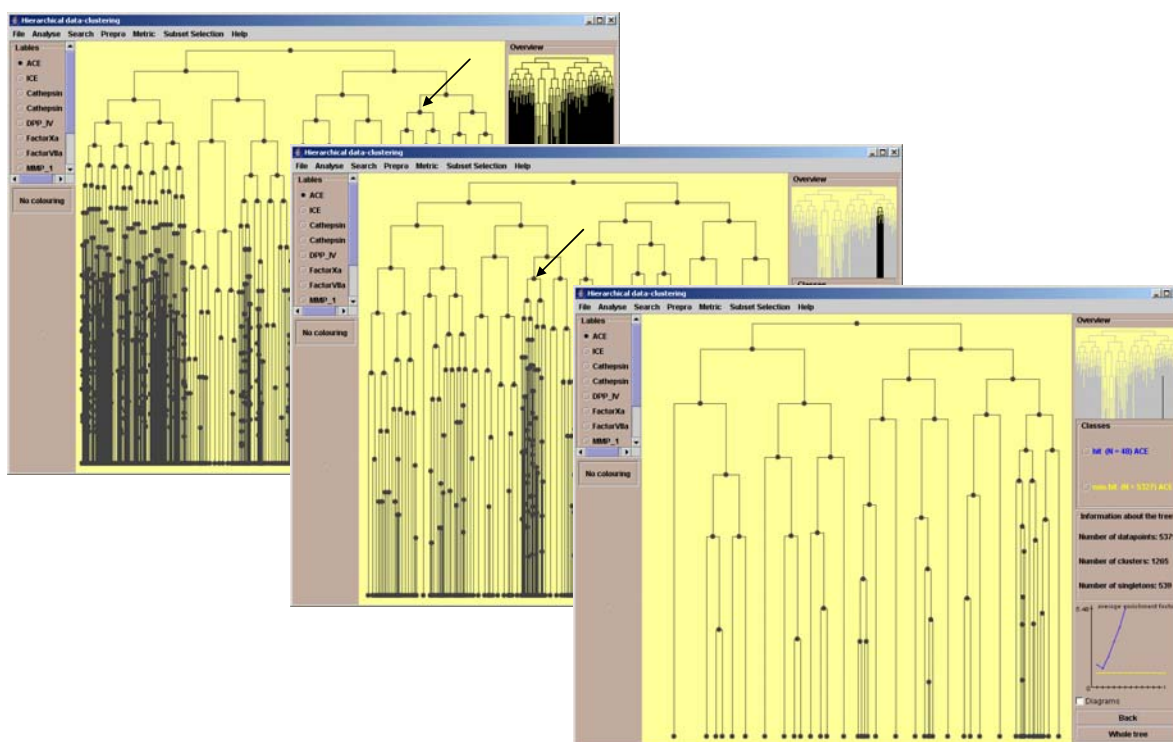 Hierarchical data-clustering
File Analyse Search Prepro Metric Subset Selection Help
Lables
ACE
ICE
Cathepsin
Cathepsin
DPP_IV
FactorXa
FactorVIIa
MMP_1
No colouring
Overview
Hierarchical data-clustering
File Analyse Search Prepro Metric Subset Selection Help
Lables
ACE
ICE
Cathepsin
Cathepsin
DPP_IV
FactorXa
FactorVIIa
MMP_1
No colouring
Overview
Classes
Hierarchical data-clustering
File Analyse Search Prepro Metric Subset Selection Help
Lables
ACE
ICE
Cathepsin
Cathepsin
DPP_IV
FactorXa
FactorVIIa
MMP_1
No colouring
Overview
Classes
hit (N = 48) ACE
non hit (N = 5327) ACE
Information about the tree
Number of datapoints: 537
Number of clusters: 1265
Number of singletons: 539
average enrichment facto
0
Diagrams
Back
Whole tree